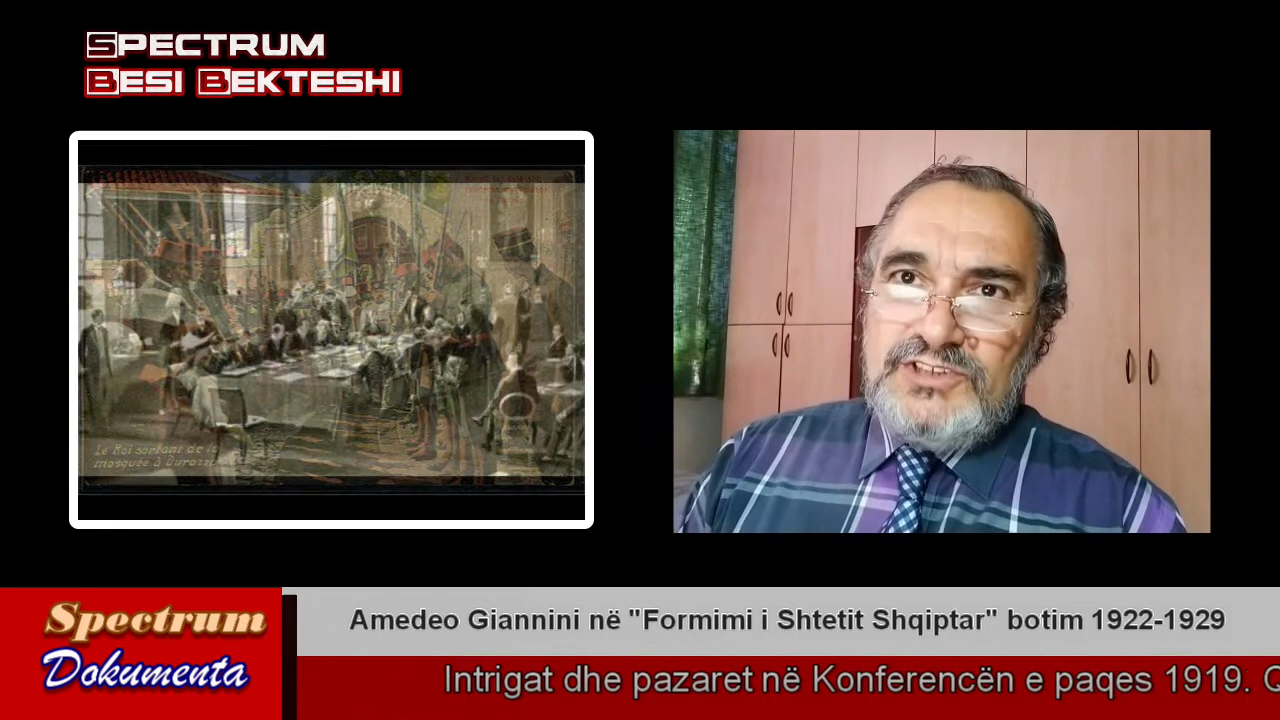 SPECTRUM
BESI BEKTESHI
Le Roi sortant de la
mosquée à Durazzo
Spectrum
Dokumenta
Amedeo Giannini në "Formimi i Shtetit Shqiptar" botim 1922-1929
Intrigat dhe pazaret në Konferencën e paqes 1919. Q